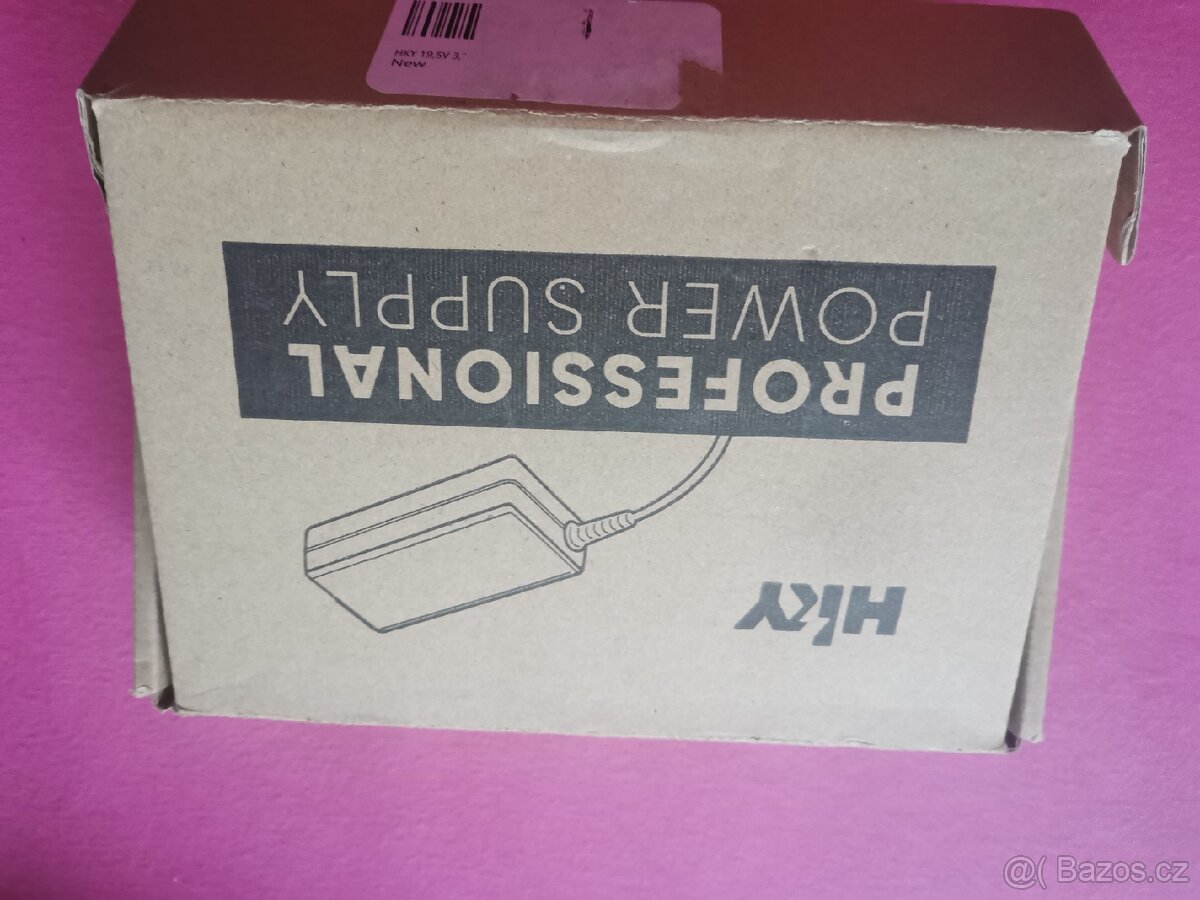 HKY 19,5V 3,
New
PROFESSIONAL
POWER SUPPLY
HKY
@( Bazos.cz